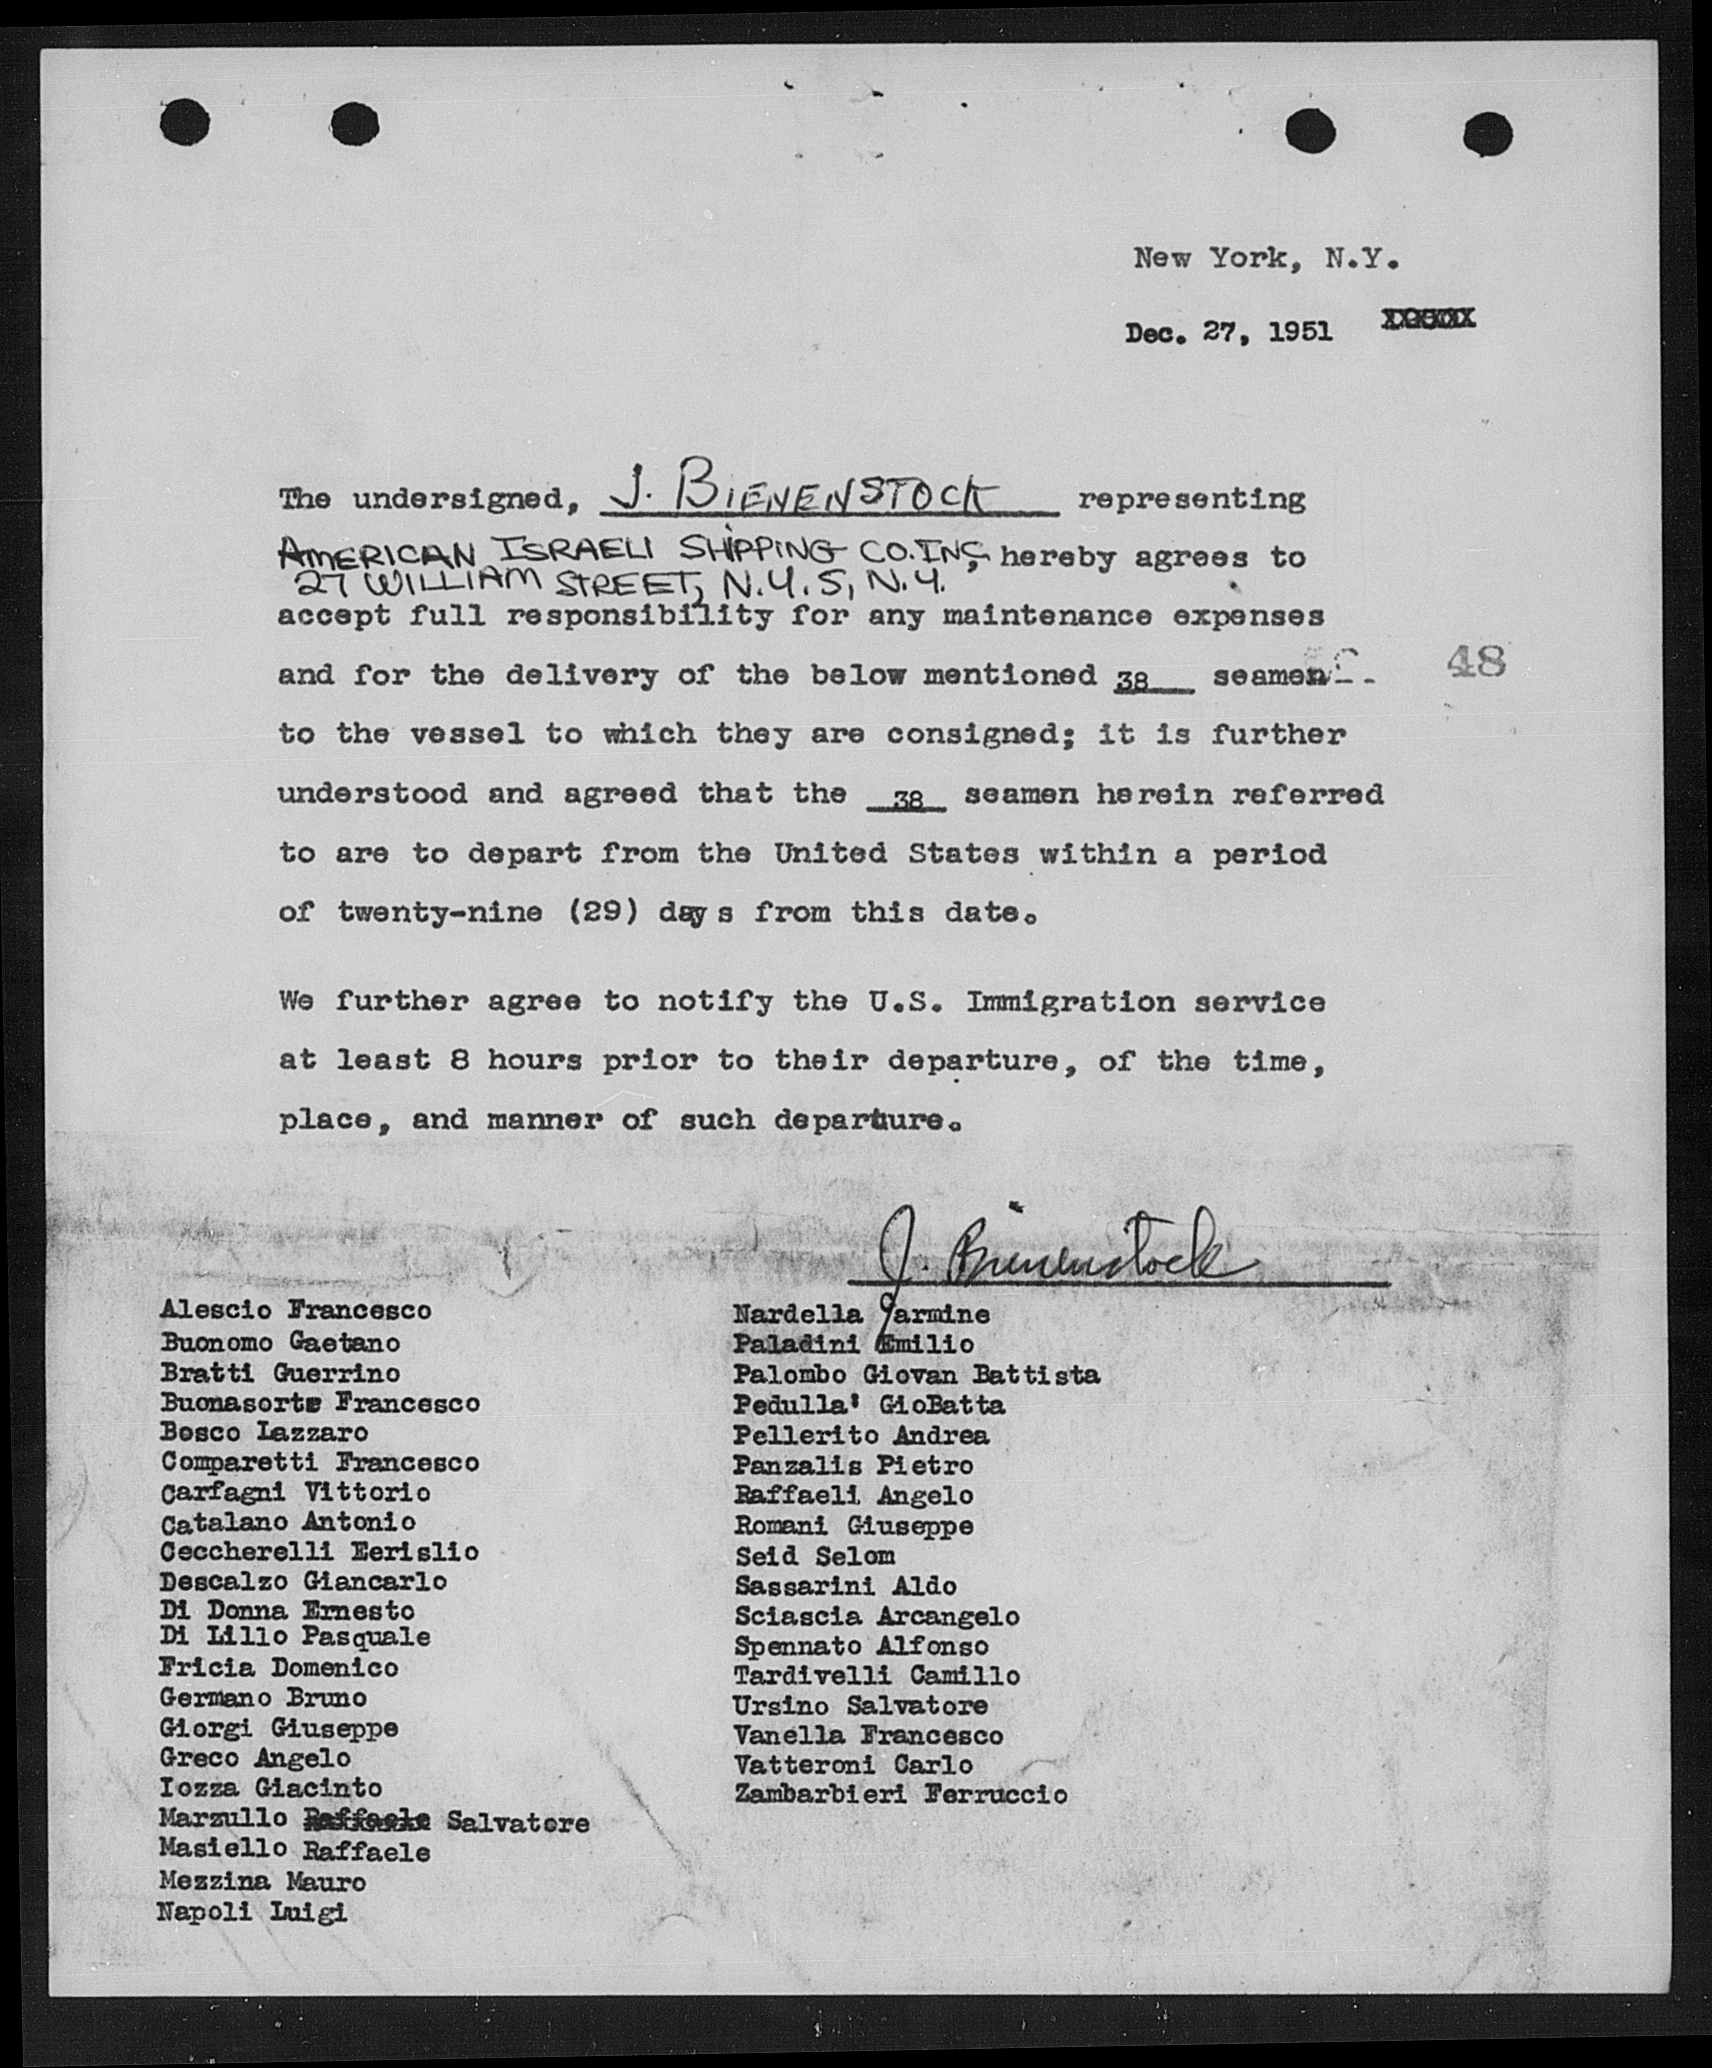 New York, N.Y.
Dec. 27, 1951
The undersigned, J. BIENENSTOCK representing
AMERICAN ISRAELI SHIPPING CO. INC, hereby agrees to
27 WILLIAM STREET, N.Y. 5, N.Y.
accept full responsibility for any maintenance expenses
and for the delivery of the below mentioned 38 seamen
48
to the vessel to which they are consigned; it is further
understood and agreed that the 38 seamen herein referred
to are to depart from the United States within a period
of twenty-nine (29) days from this date.
We further agree to notify the U.S. Immigration service
at least 8 hours prior to their departure, of the time,
place, and manner of such departure.
J. Bienenstock
Alescio Francesco
Buonomo Gaetano
Bratti Guerrino
Buonasorte Francesco
Bosco Lazzaro
Comparetti Francesco
Carfagni Vittorio
Catalano Antonio
Ceccherelli Eerislio
Descalzo Giancarlo
Di Donna Ernesto
Di Lillo Pasquale
Fricia Domenico
Germano Bruno
Giorgi Giuseppe
Greco Angelo
Iozza Giacinto
Marzullo Raffaele Salvatore
Masiello Raffaele
Mezzina Mauro
Napoli Luigi
Nardella Carmine
Paladini Emilio
Palombo Giovan Battista
Pedulla' GioBatta
Pellerito Andrea
Panzalis Pietro
Raffaeli Angelo
Romani Giuseppe
Seid Selom
Sassarini Aldo
Sciascia Arcangelo
Spennato Alfonso
Tardivelli Camillo
Ursino Salvatore
Vanella Francesco
Vatteroni Carlo
Zambarbieri Ferruccio